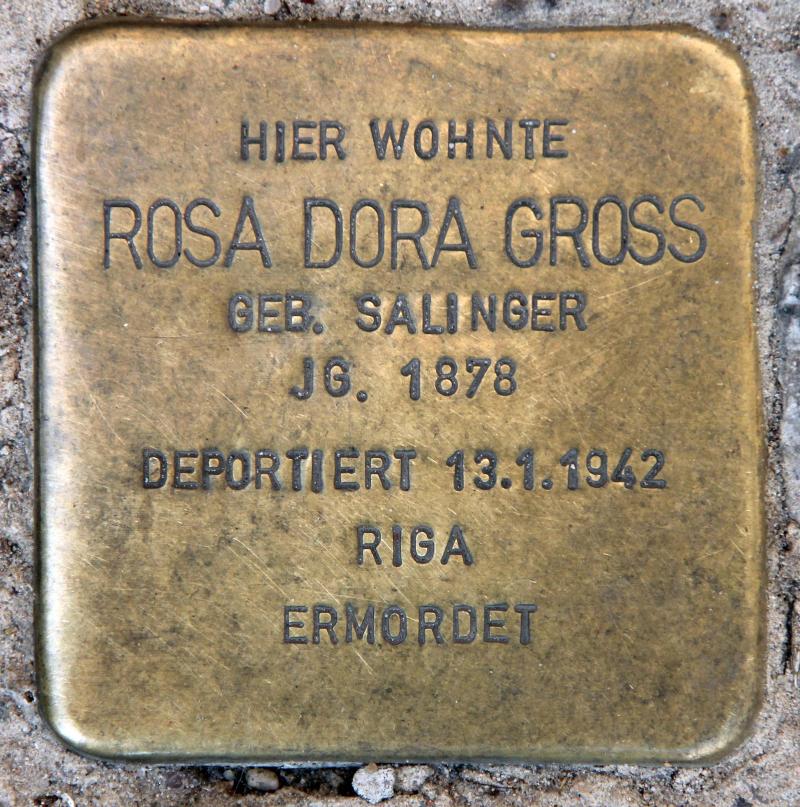 HIER WOHNTE
ROSA DORA GROSS
GEB. SALINGER
JG. 1878
DEPORTIERT 13.1.1942
RIGA
ERMORDET